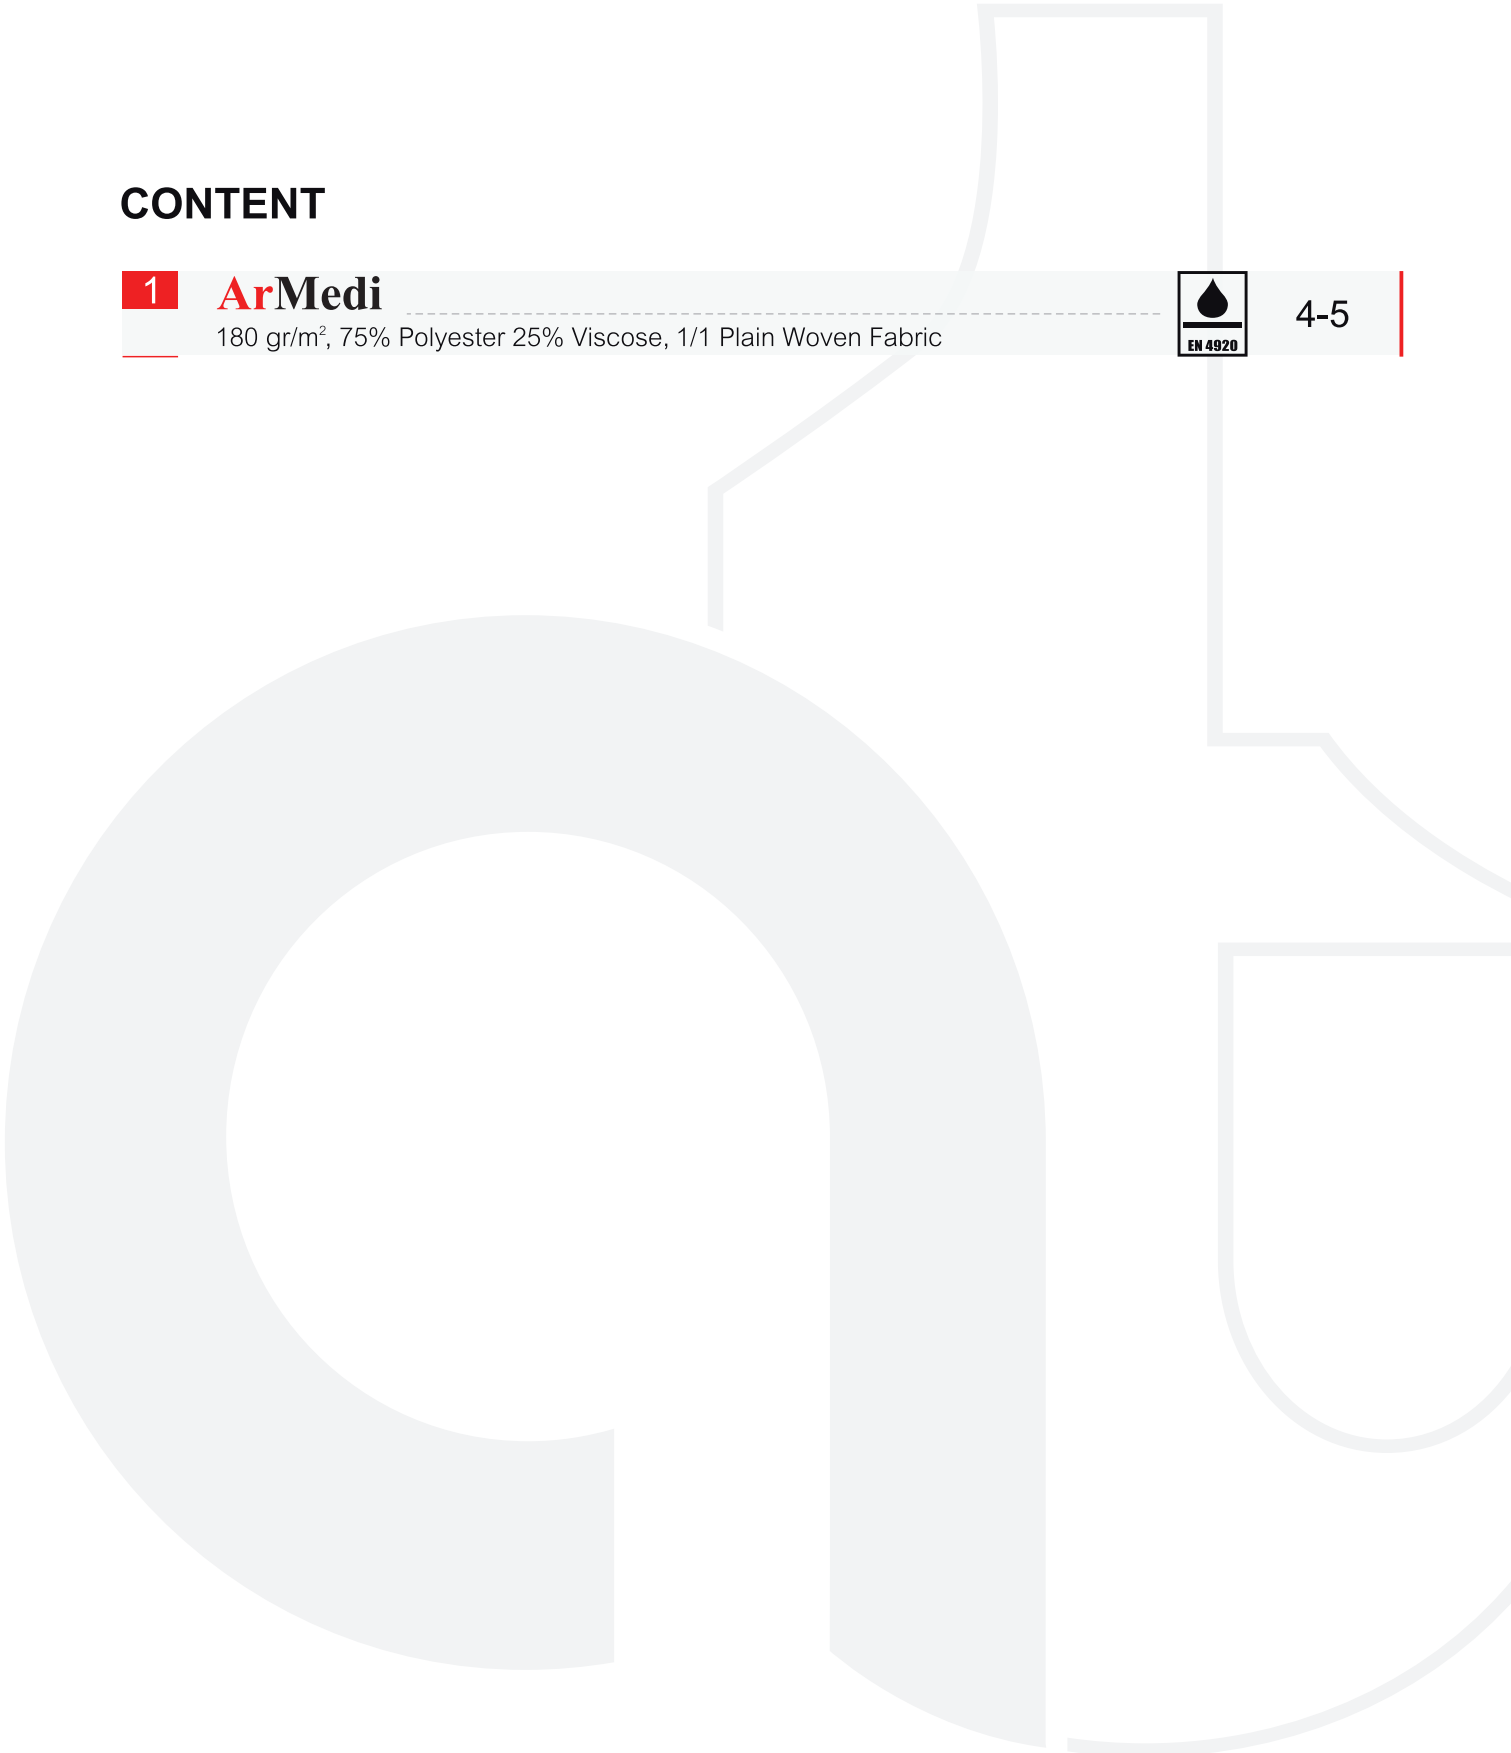 CONTENT
1
ArMedi
180 gr/m², 75% Polyester 25% Viscose, 1/1 Plain Woven Fabric
EN 4920
4-5